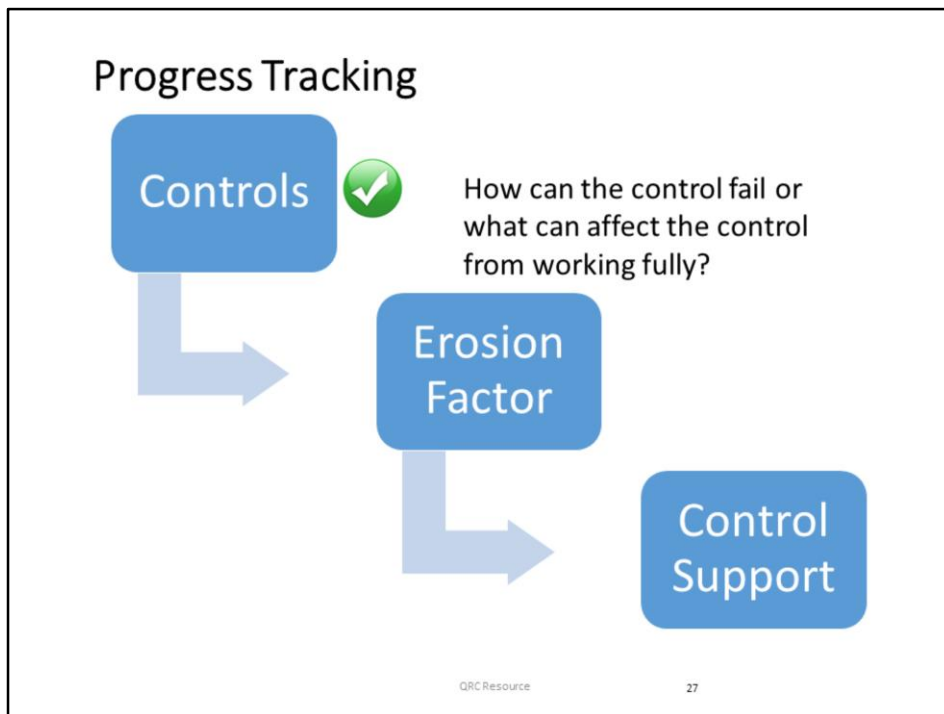 Progress Tracking
Controls
How can the control fail or
what can affect the control
from working fully?
Erosion
Factor
Control
Support
QRC Resource
27